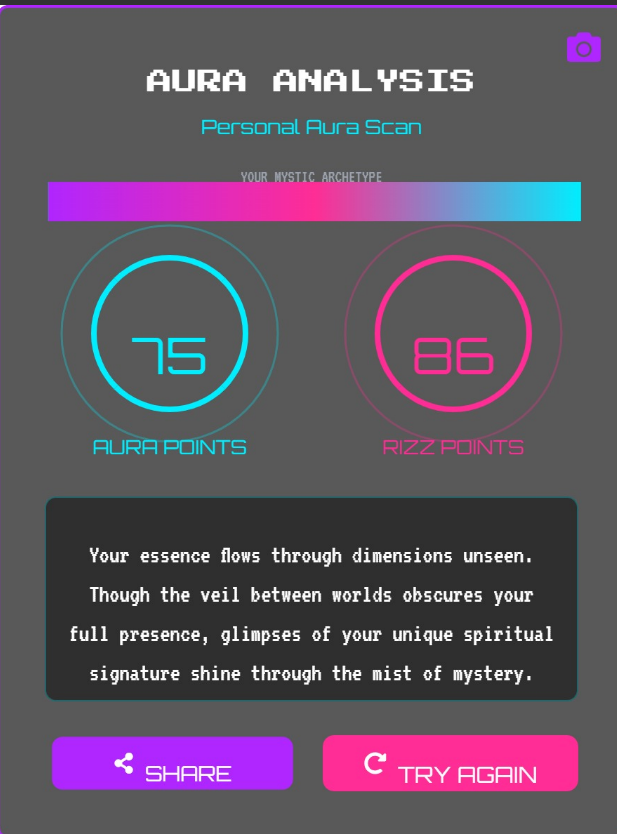 AURA ANALYSIS
Personal Aura Scan
YOUR MYSTIC ARCHETYPE
75
86
AURA POINTS
RIZZ POINTS
Your essence flows through dimensions unseen.
Though the veil between worlds obscures your
full presence, glimpses of your unique spiritual
signature shine through the mist of mystery.
SHARE
TRY AGAIN